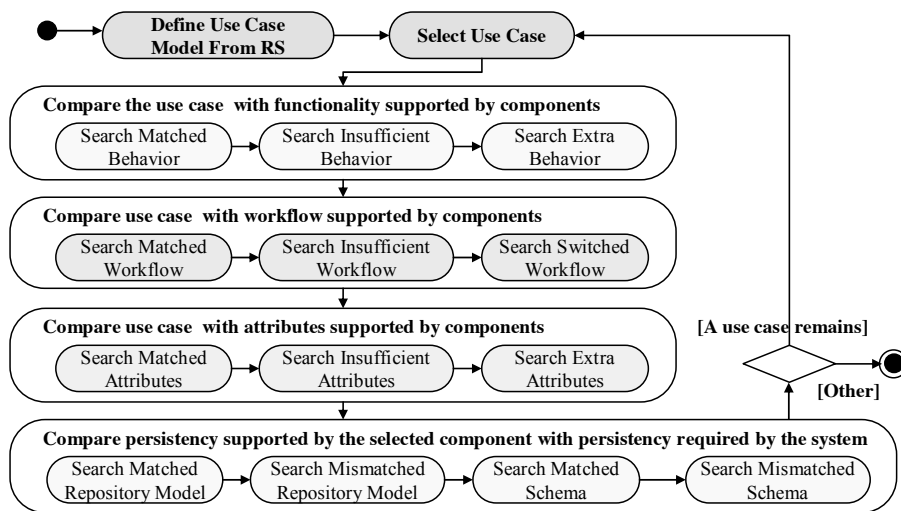 Define Use Case
Model From RS
Select Use Case
Compare the use case with functionality supported by components
Search Matched
Behavior
Search Insufficient
Behavior
Search Extra
Behavior
Compare use case with workflow supported by components
Search Matched
Workflow
Search Insufficient
Workflow
Search Switched
Workflow
Compare use case with attributes supported by components
Search Matched
Attributes
Search Insufficient
Attributes
Search Extra
Attributes
[A use case remains]
[Other]
Compare persistency supported by the selected component with persistency required by the system
Search Matched
Repository Model
Search Mismatched
Repository Model
Search Matched
Schema
Search Mismatched
Schema